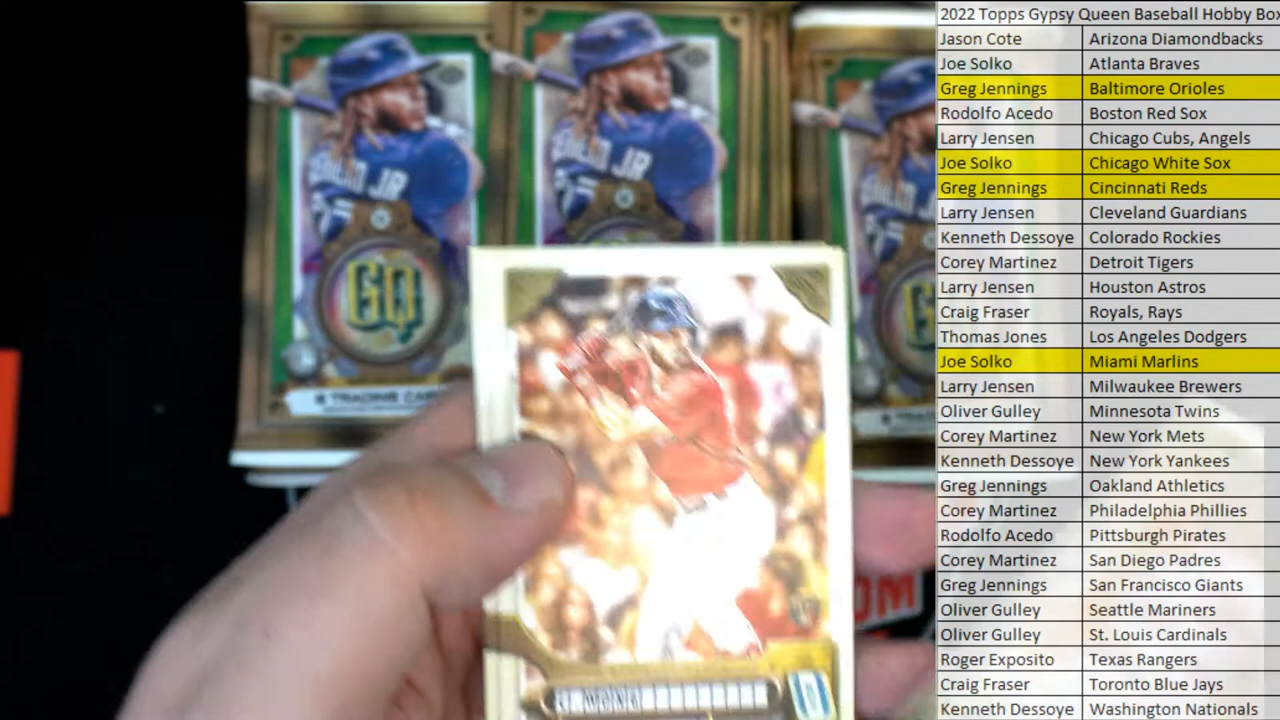 2022 Topps Gypsy Queen Baseball Hobby Box
Jason Cote Arizona Diamondbacks
Joe Solko Atlanta Braves
Greg Jennings Baltimore Orioles
Rodolfo Acedo Boston Red Sox
Larry Jensen Chicago Cubs, Angels
Joe Solko Chicago White Sox
Greg Jennings Cincinnati Reds
Larry Jensen Cleveland Guardians
Kenneth Dessoye Colorado Rockies
Corey Martinez Detroit Tigers
Larry Jensen Houston Astros
Craig Fraser Royals, Rays
Thomas Jones Los Angeles Dodgers
Joe Solko Miami Marlins
Larry Jensen Milwaukee Brewers
Oliver Gulley Minnesota Twins
Corey Martinez New York Mets
Kenneth Dessoye New York Yankees
Greg Jennings Oakland Athletics
Corey Martinez Philadelphia Phillies
Rodolfo Acedo Pittsburgh Pirates
Corey Martinez San Diego Padres
Greg Jennings San Francisco Giants
Oliver Gulley Seattle Mariners
Oliver Gulley St. Louis Cardinals
Roger Exposito Texas Rangers
Craig Fraser Toronto Blue Jays
Kenneth Dessoye Washington Nationals
JR
JR
GQ
TRADING